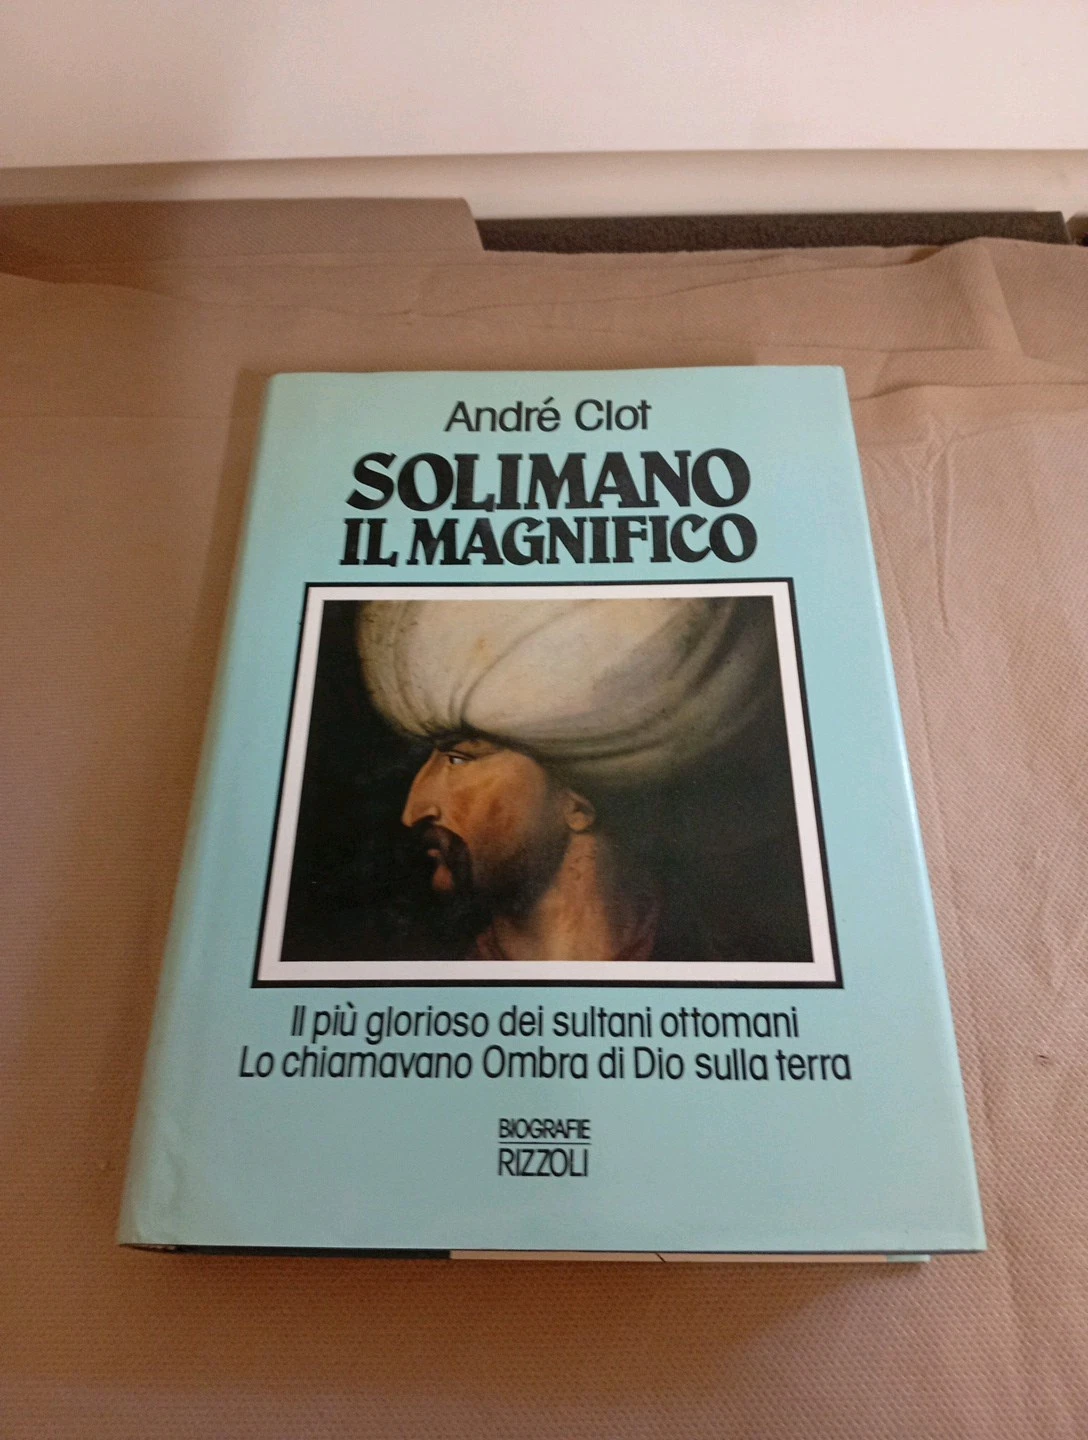 André Clot
SOLIMANO
IL MAGNIFICO
Il più glorioso dei sultani ottomani
Lo chiamavano Ombra di Dio sulla terra
BIOGRAFIE
RIZZOLI